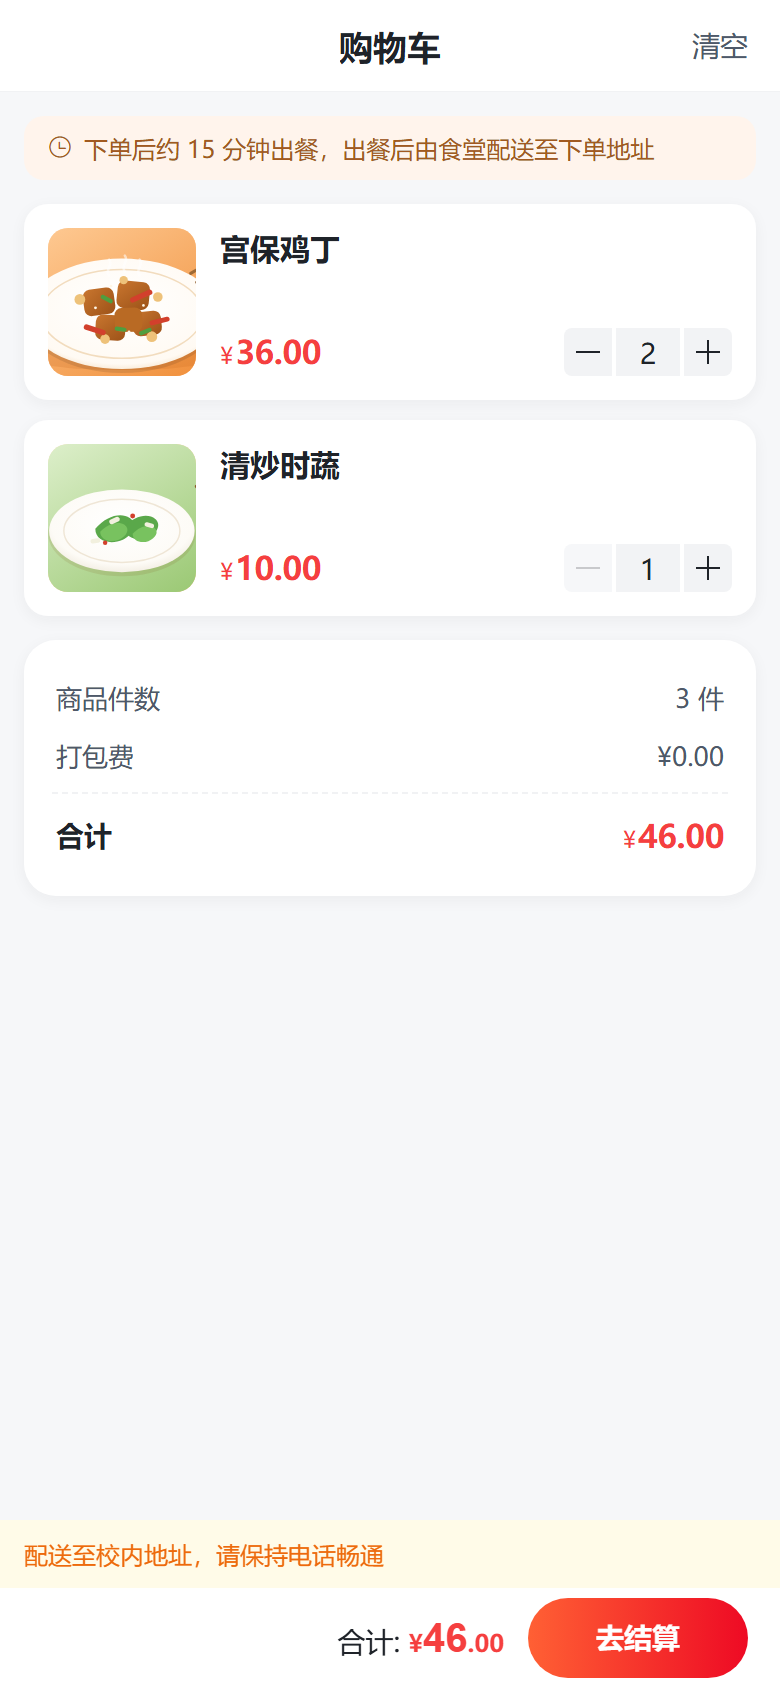 购物车 清空
下单后约 15 分钟出餐，出餐后由食堂配送至下单地址
宫保鸡丁
¥36.00 2
清炒时蔬
¥10.00 1
商品件数 3 件
打包费 ¥0.00
合计 ¥46.00
配送至校内地址，请保持电话畅通
合计: ¥46.00 去结算